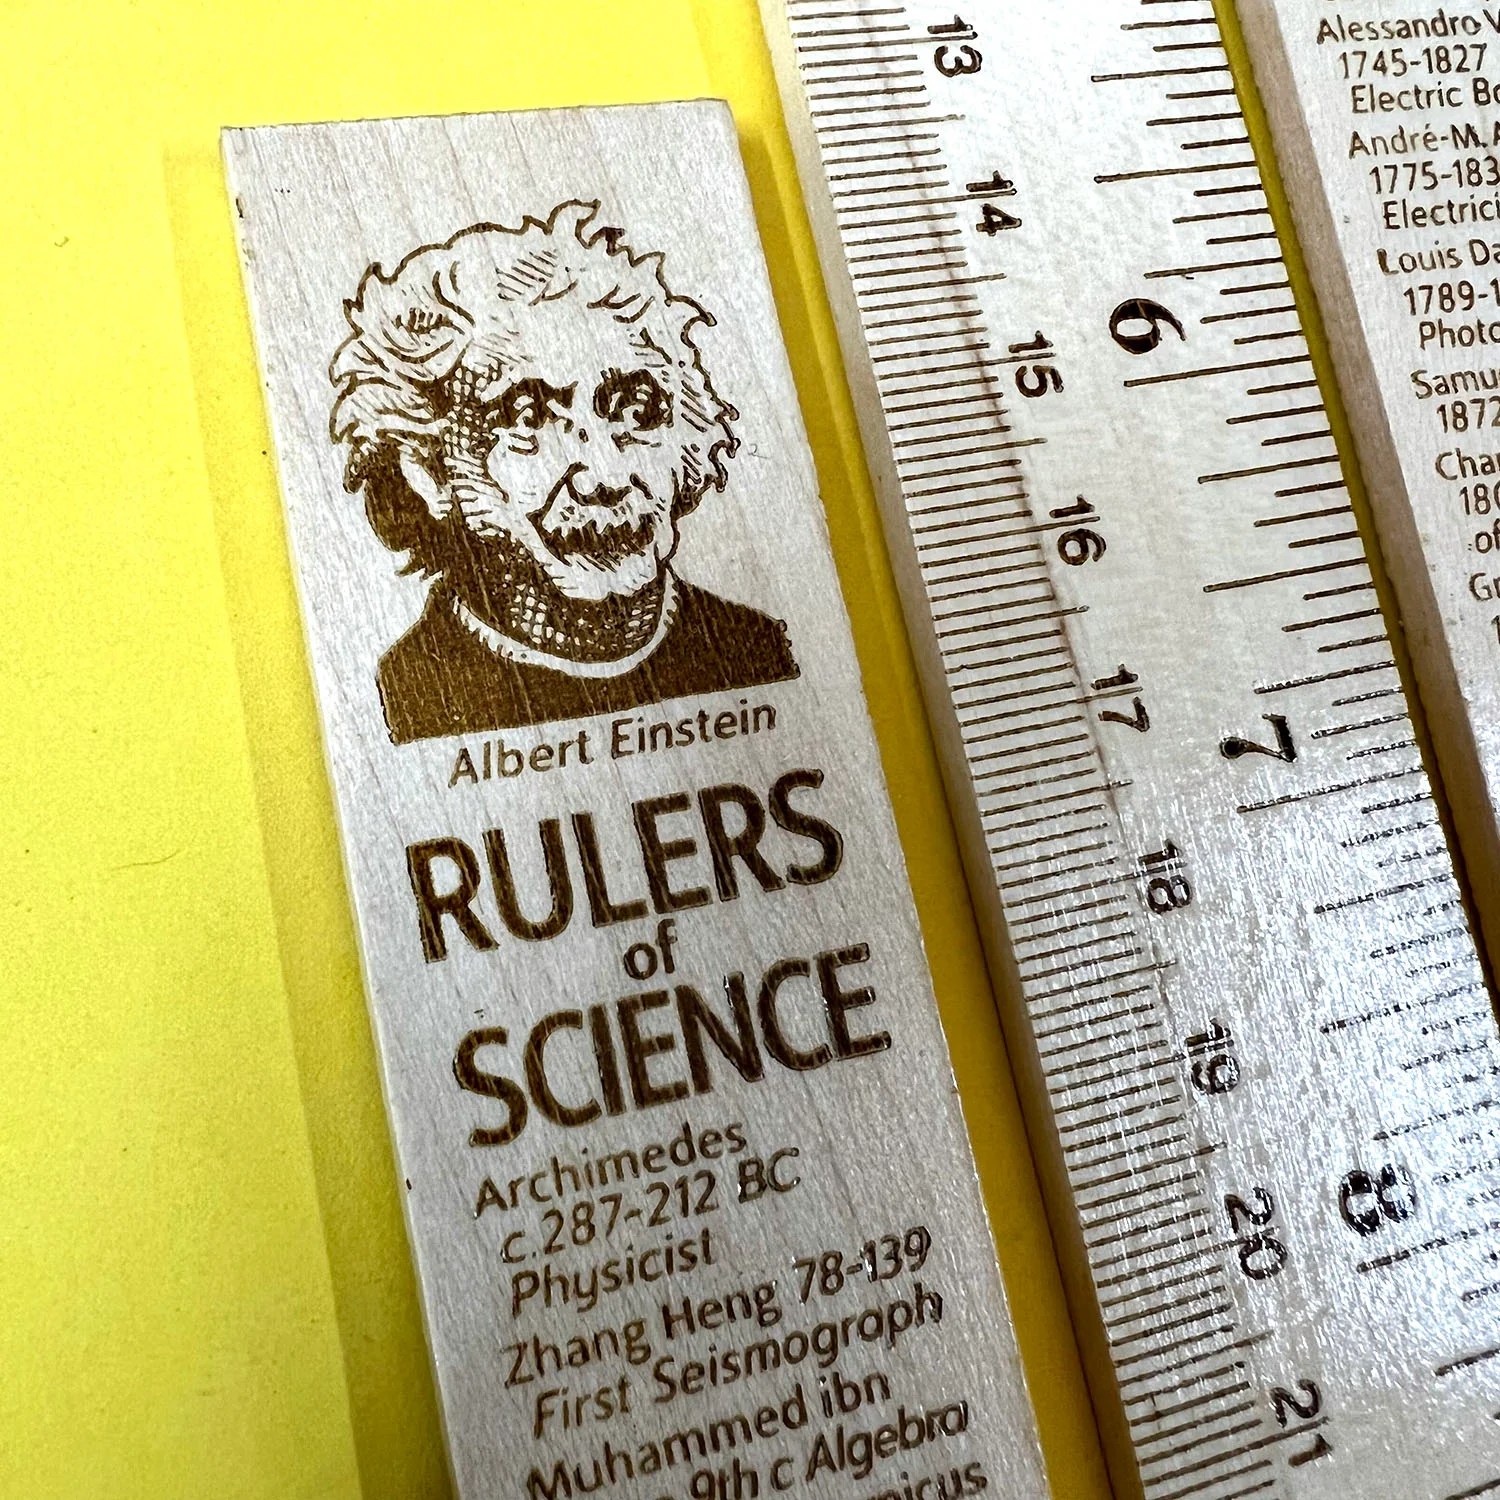 Albert Einstein
RULERS
of
SCIENCE
Archimedes
c.287-212 BC
Physicist
Zhang Heng 78-139
First Seismograph
Muhammed ibn
9th c Algebra
13
14
15
16
17
18
19
20
21
6
7
8
Alessandro V
1745-1827
Electric
André-M.
1775-183
Electrici
Louis Da
1789-1
Photo
Samu
1872
Char
of